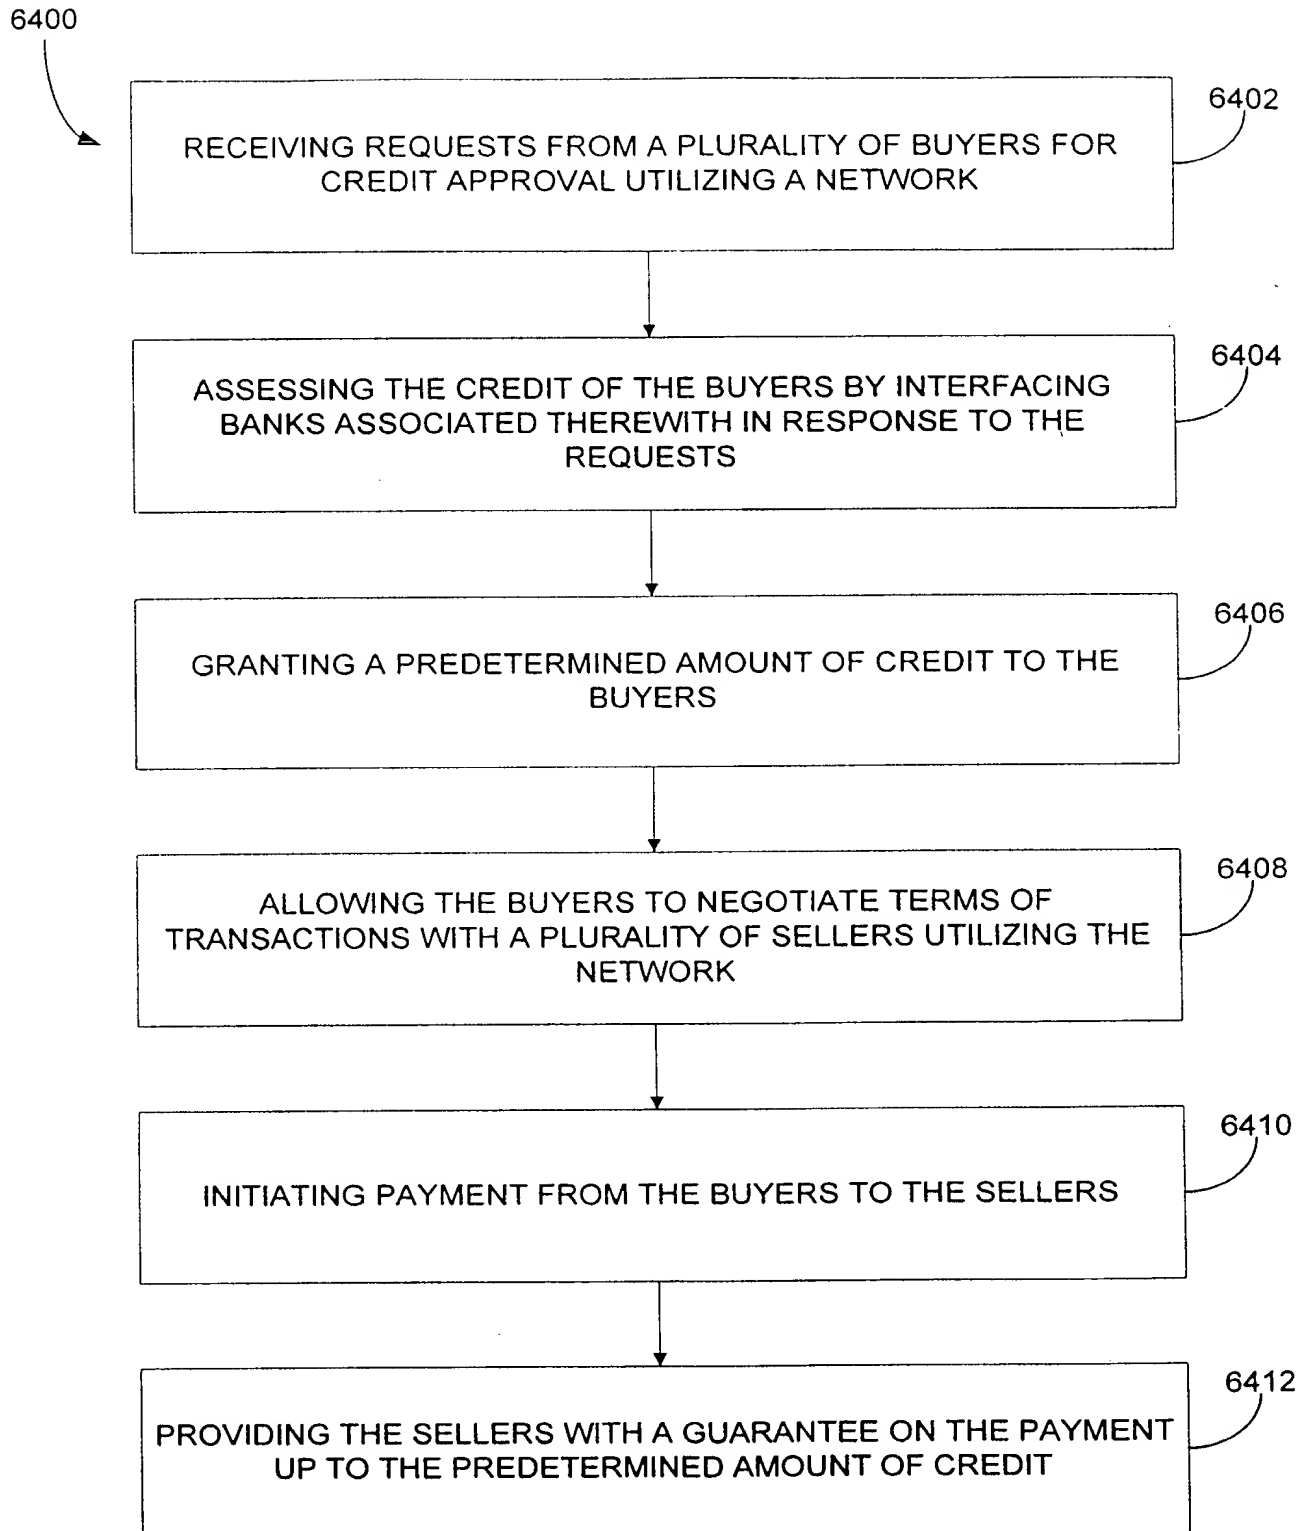 6400
6402
RECEIVING REQUESTS FROM A PLURALITY OF BUYERS FOR
CREDIT APPROVAL UTILIZING A NETWORK
6404
ASSESSING THE CREDIT OF THE BUYERS BY INTERFACING
BANKS ASSOCIATED THEREWITH IN RESPONSE TO THE
REQUESTS
6406
GRANTING A PREDETERMINED AMOUNT OF CREDIT TO THE
BUYERS
6408
ALLOWING THE BUYERS TO NEGOTIATE TERMS OF
TRANSACTIONS WITH A PLURALITY OF SELLERS UTILIZING THE
NETWORK
6410
INITIATING PAYMENT FROM THE BUYERS TO THE SELLERS
6412
PROVIDING THE SELLERS WITH A GUARANTEE ON THE PAYMENT
UP TO THE PREDETERMINED AMOUNT OF CREDIT